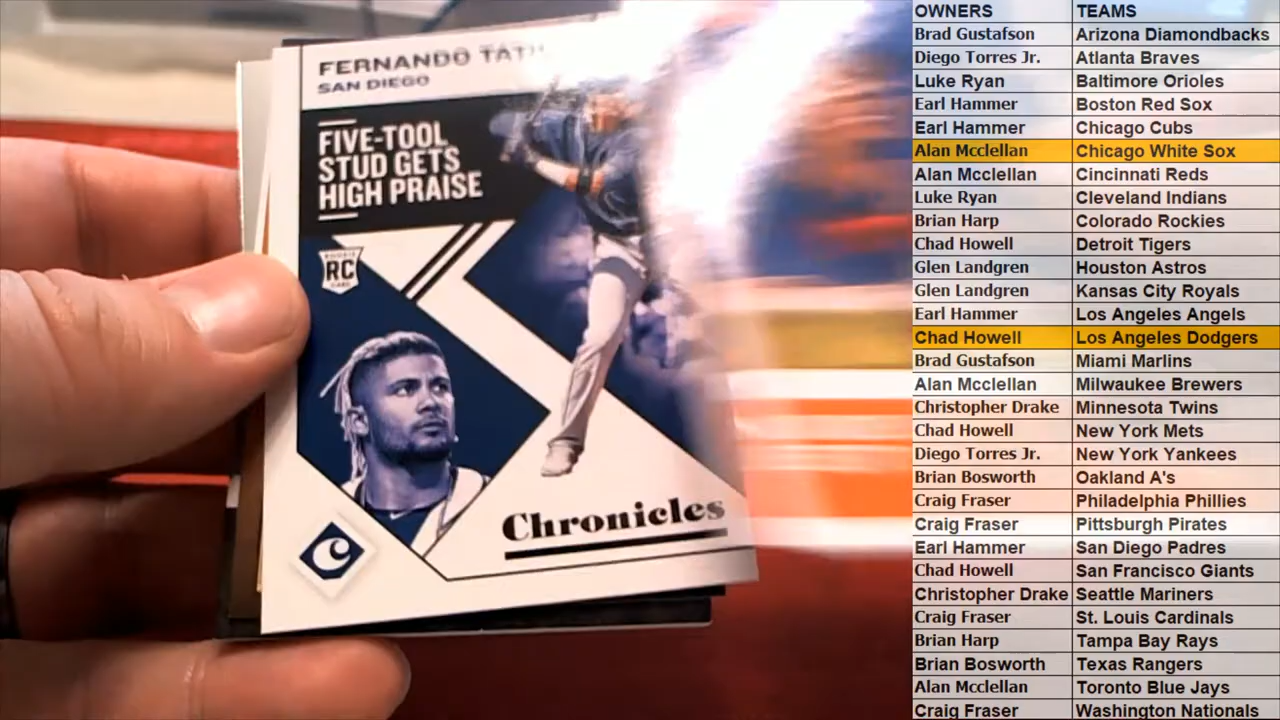 FERNANDO TATI
SAN DIEGO
FIVE-TOOL
STUD GETS
HIGH PRAISE
ROOKIE
RC
CARD
Chronicles
C
OWNERS TEAMS
Brad Gustafson Arizona Diamondbacks
Diego Torres Jr. Atlanta Braves
Luke Ryan Baltimore Orioles
Earl Hammer Boston Red Sox
Earl Hammer Chicago Cubs
Alan Mcclellan Chicago White Sox
Alan Mcclellan Cincinnati Reds
Luke Ryan Cleveland Indians
Brian Harp Colorado Rockies
Chad Howell Detroit Tigers
Glen Landgren Houston Astros
Glen Landgren Kansas City Royals
Earl Hammer Los Angeles Angels
Chad Howell Los Angeles Dodgers
Brad Gustafson Miami Marlins
Alan Mcclellan Milwaukee Brewers
Christopher Drake Minnesota Twins
Chad Howell New York Mets
Diego Torres Jr. New York Yankees
Brian Bosworth Oakland A's
Craig Fraser Philadelphia Phillies
Craig Fraser Pittsburgh Pirates
Earl Hammer San Diego Padres
Chad Howell San Francisco Giants
Christopher Drake Seattle Mariners
Craig Fraser St. Louis Cardinals
Brian Harp Tampa Bay Rays
Brian Bosworth Texas Rangers
Alan Mcclellan Toronto Blue Jays
Craig Fraser Washington Nationals